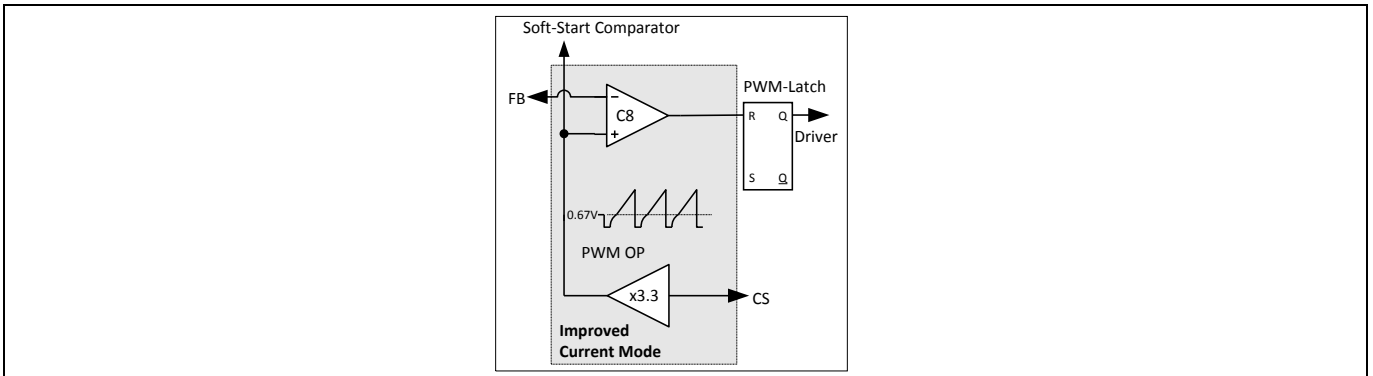 Soft-Start Comparator
PWM-Latch
FB
−
C8
+
R
Q
Driver
S
Q
0.67V
PWM OP
x3.3
CS
Improved
Current Mode